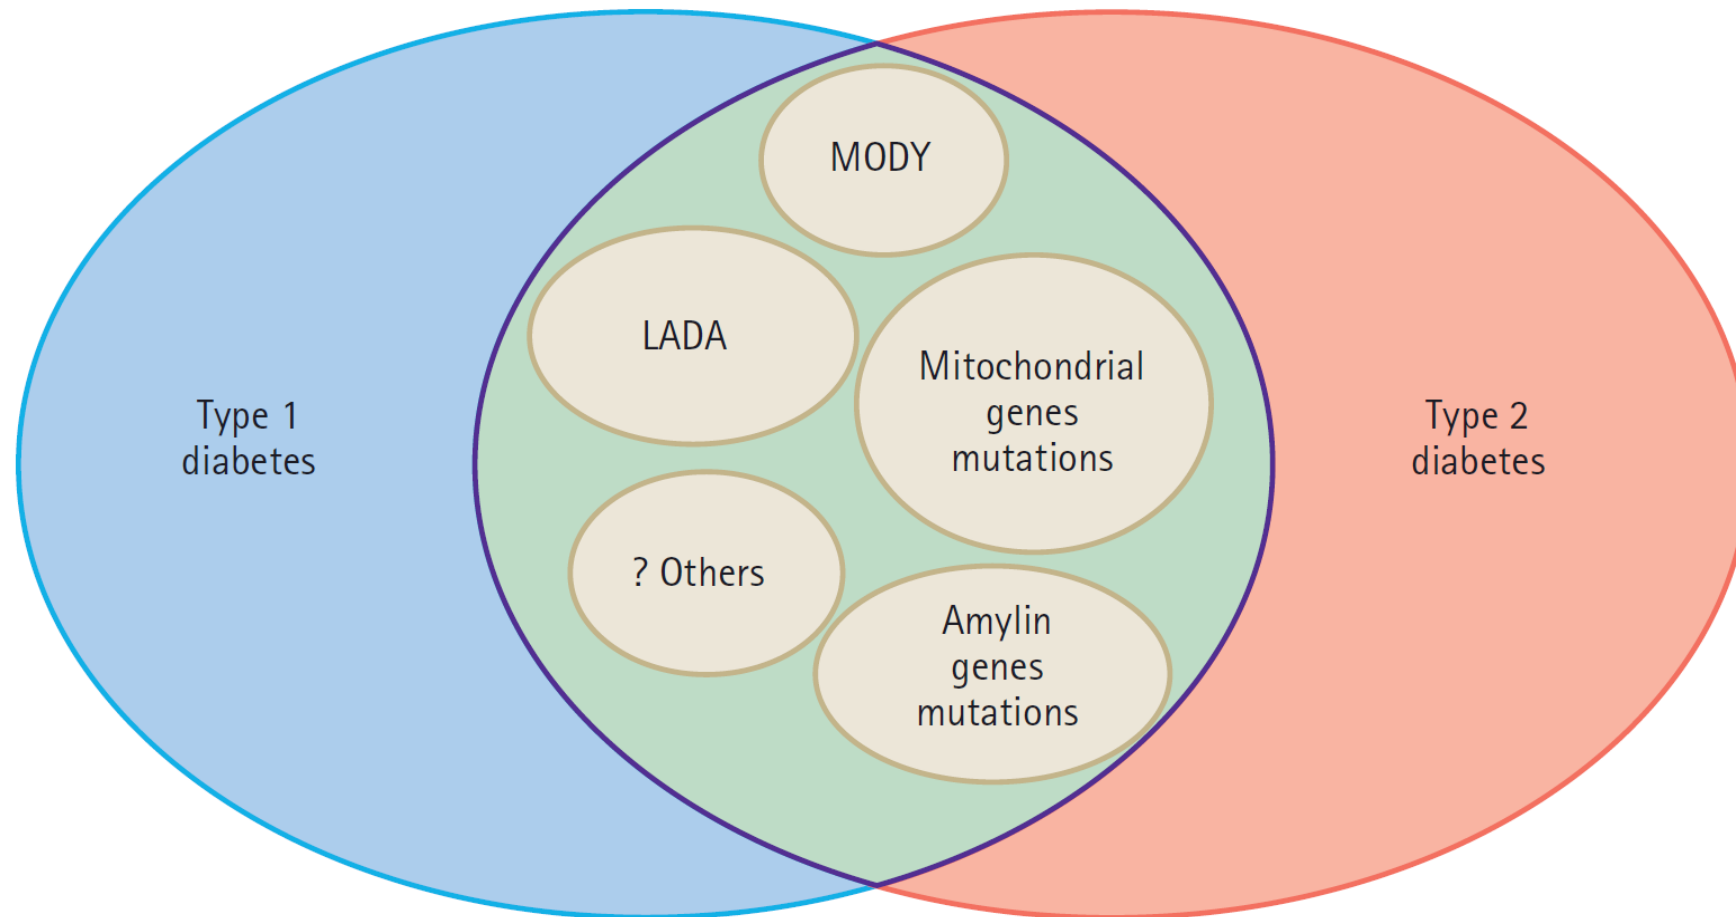 MODY
LADA
Mitochondrial
genes
mutations
Type 1
diabetes
Type 2
diabetes
? Others
Amylin
genes
mutations